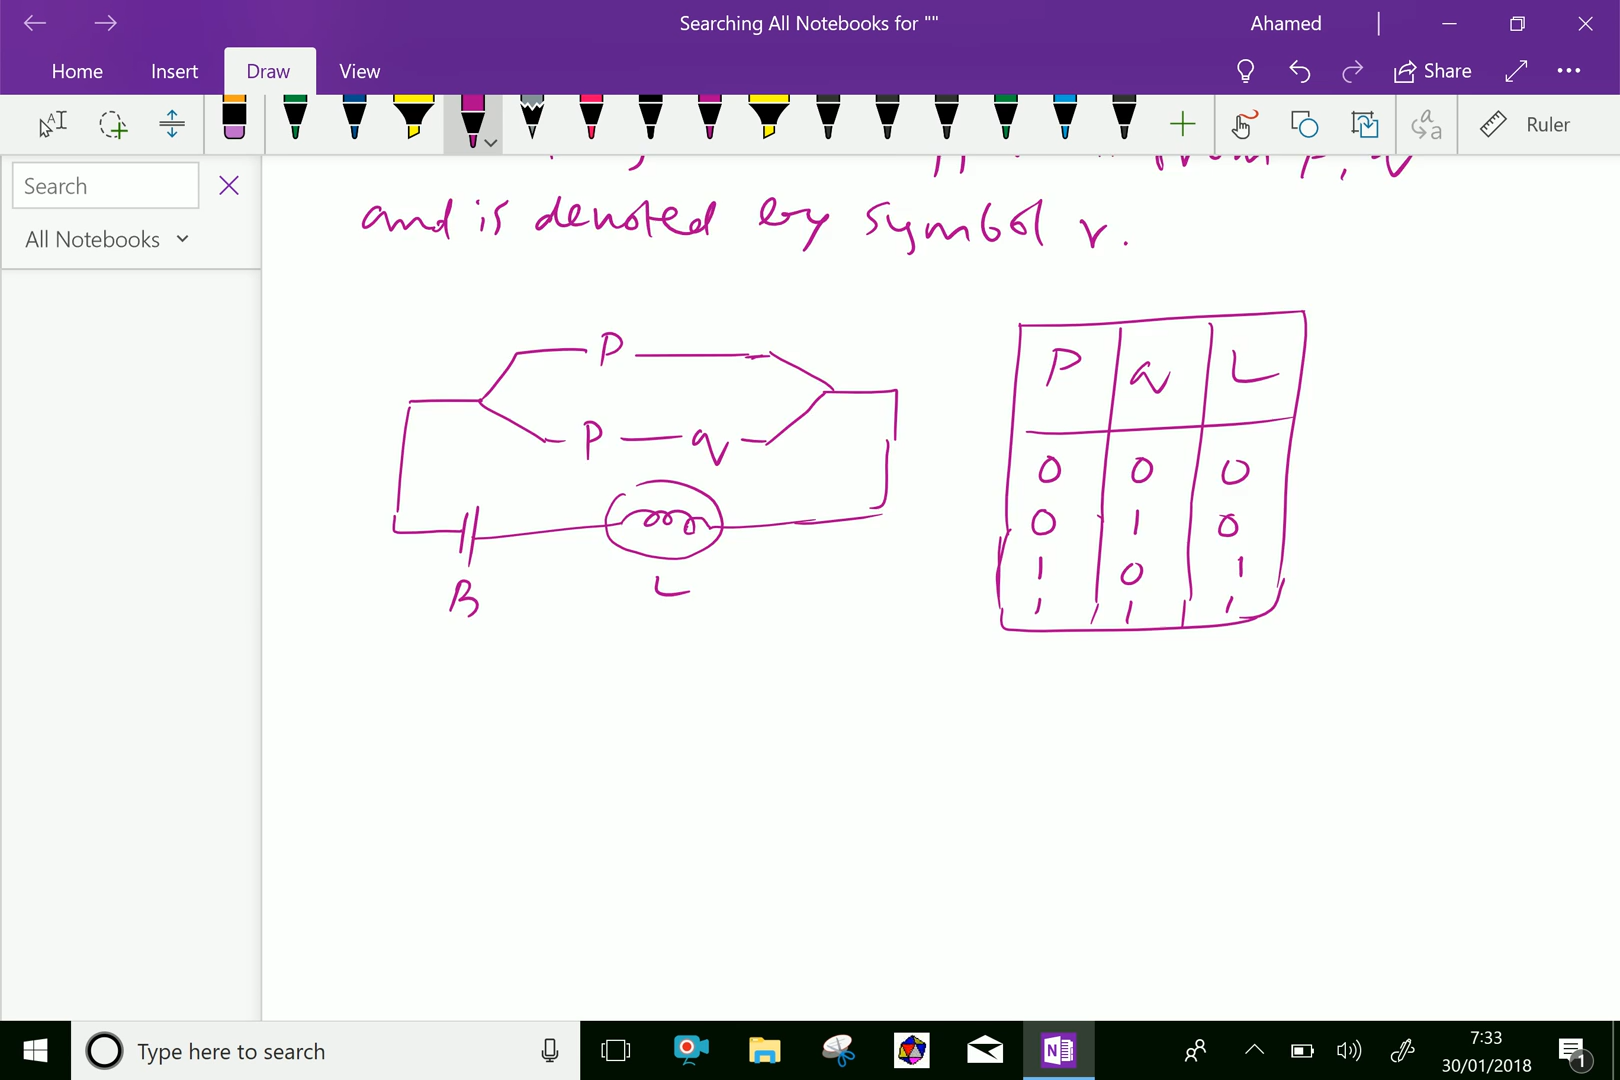 Searching All Notebooks for ""
Ahamed
Home Insert Draw View
Share
Ruler
Search
All Notebooks
and is denoted by symbol v.
P
P q
B
L
P q L
0 0 0
0 1 0
1 0 1
1 1 1
Type here to search
7:33
30/01/2018
1